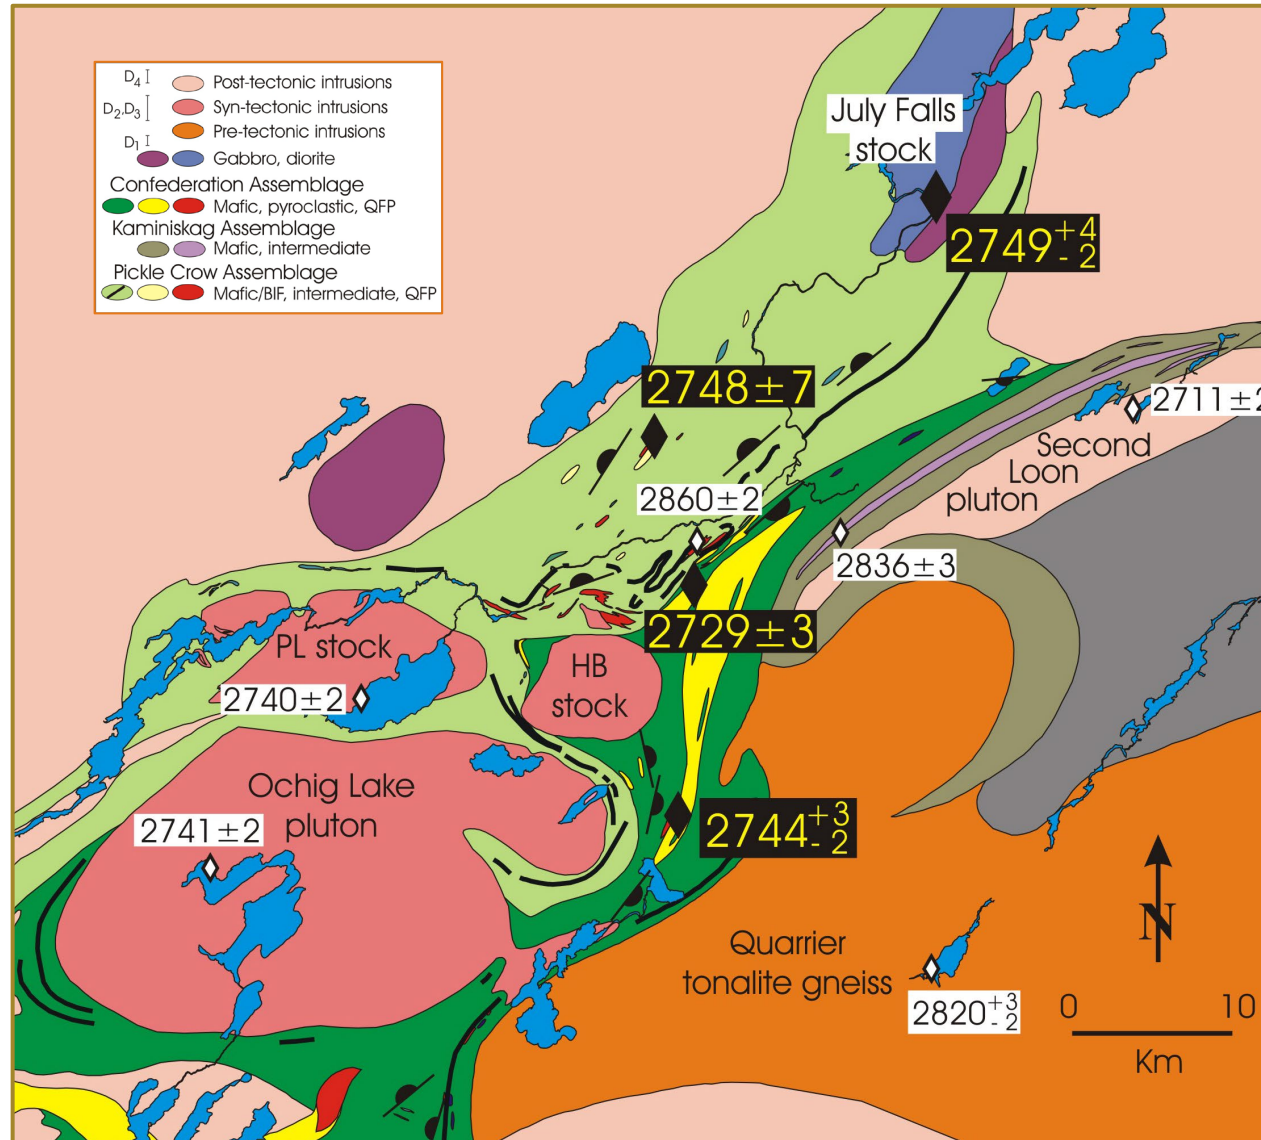 D4 Post-tectonic intrusions
D2,D3 Syn-tectonic intrusions
Pre-tectonic intrusions
D1
Gabbro, diorite
Confederation Assemblage
Mafic, pyroclastic, QFP
Kaminiskag Assemblage
Mafic, intermediate
Pickle Crow Assemblage
Mafic/BIF, intermediate, QFP
July Falls
stock
2749 +4 - 2
2748 ± 7
2711 ± 2
Second
Loon
pluton
2860 ± 2
2836 ± 3
2729 ± 3
PL stock
HB
stock
2740 ± 2
Ochig Lake
pluton
2741 ± 2
2744 +3 - 2
Quarrier
tonalite gneiss
2820 +3 - 2
N
0 10
Km